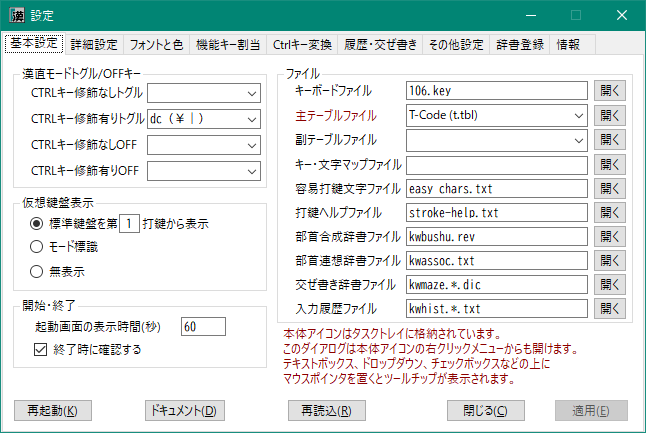 設定
基本設定 詳細設定 フォントと色 機能キー割当 Ctrlキー変換 履歴・交ぜ書き その他設定 辞書登録 情報
漢直モードトグル/OFFキー
CTRLキー修飾なしトグル
CTRLキー修飾有りトグル dc (￥｜)
CTRLキー修飾なしOFF
CTRLキー修飾有りOFF
仮想鍵盤表示
標準鍵盤を第 1 打鍵から表示
モード標識
無表示
開始・終了
起動画面の表示時間(秒) 60
終了時に確認する
ファイル
キーボードファイル 106.key 開く
主テーブルファイル T-Code (t.tbl) 開く
副テーブルファイル 開く
キー・文字マップファイル 開く
容易打鍵文字ファイル easy_chars.txt 開く
打鍵ヘルプファイル stroke-help.txt 開く
部首合成辞書ファイル kwbushu.rev 開く
部首連想辞書ファイル kwassoc.txt 開く
交ぜ書き辞書ファイル kwmaze.*.dic 開く
入力履歴ファイル kwhist.*.txt 開く
本体アイコンはタスクトレイに格納されています。
このダイアログは本体アイコンの右クリックメニューからも開けます。
テキストボックス、ドロップダウン、チェックボックスなどの上に
マウスポインタを置くとツールチップが表示されます。
再起動(K) ドキュメント(D) 再読込(R) 閉じる(C) 適用(E)